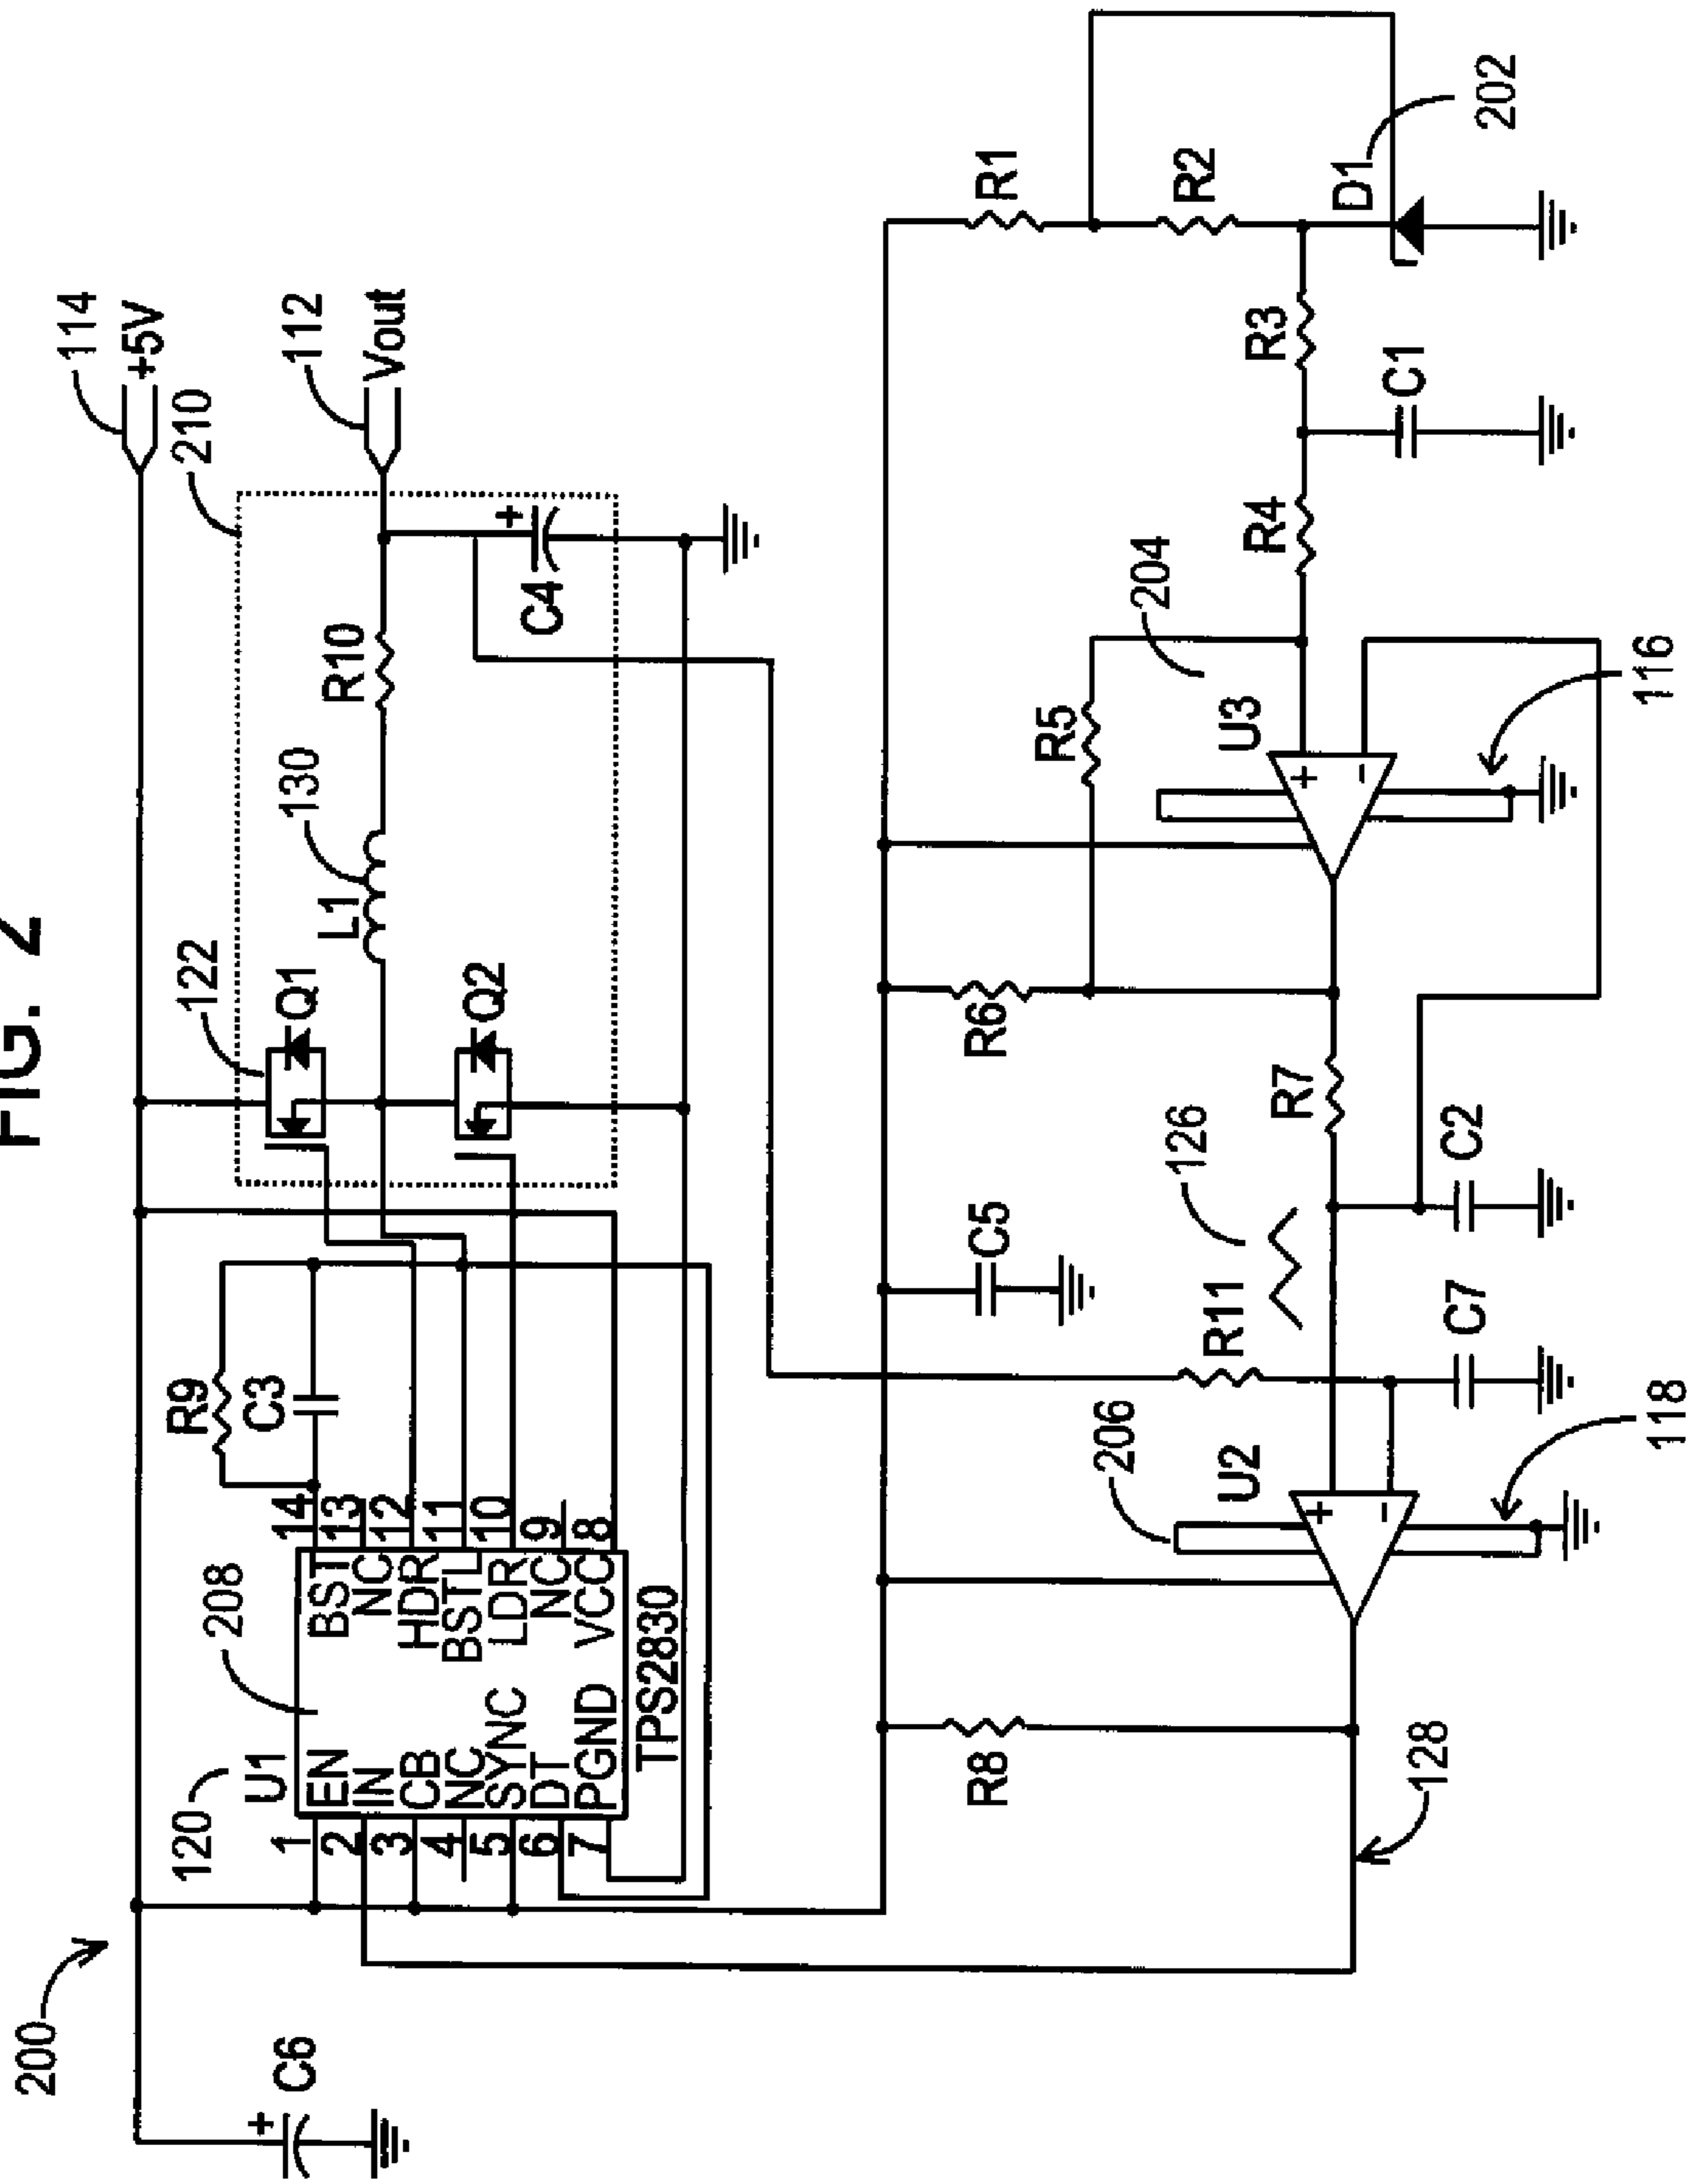 FIG. 2
200
C6
+
120
U1
208
1
2
3
4
5
6
7
EN
IN
CB
NC
SYNC
DT
PGND
BST
NC
HDR
BSTL
LDR
NC
VCC
14
13
12
11
10
9
8
TPS2830
R9
C3
122
Q1
Q2
L1
130
R10
C4
+
210
114
+5V
112
Vout
R8
128
U2
206
+
-
118
R11
C7
126
C5
C2
R7
R6
R5
U3
204
+
-
116
R4
C1
R3
R1
R2
D1
202